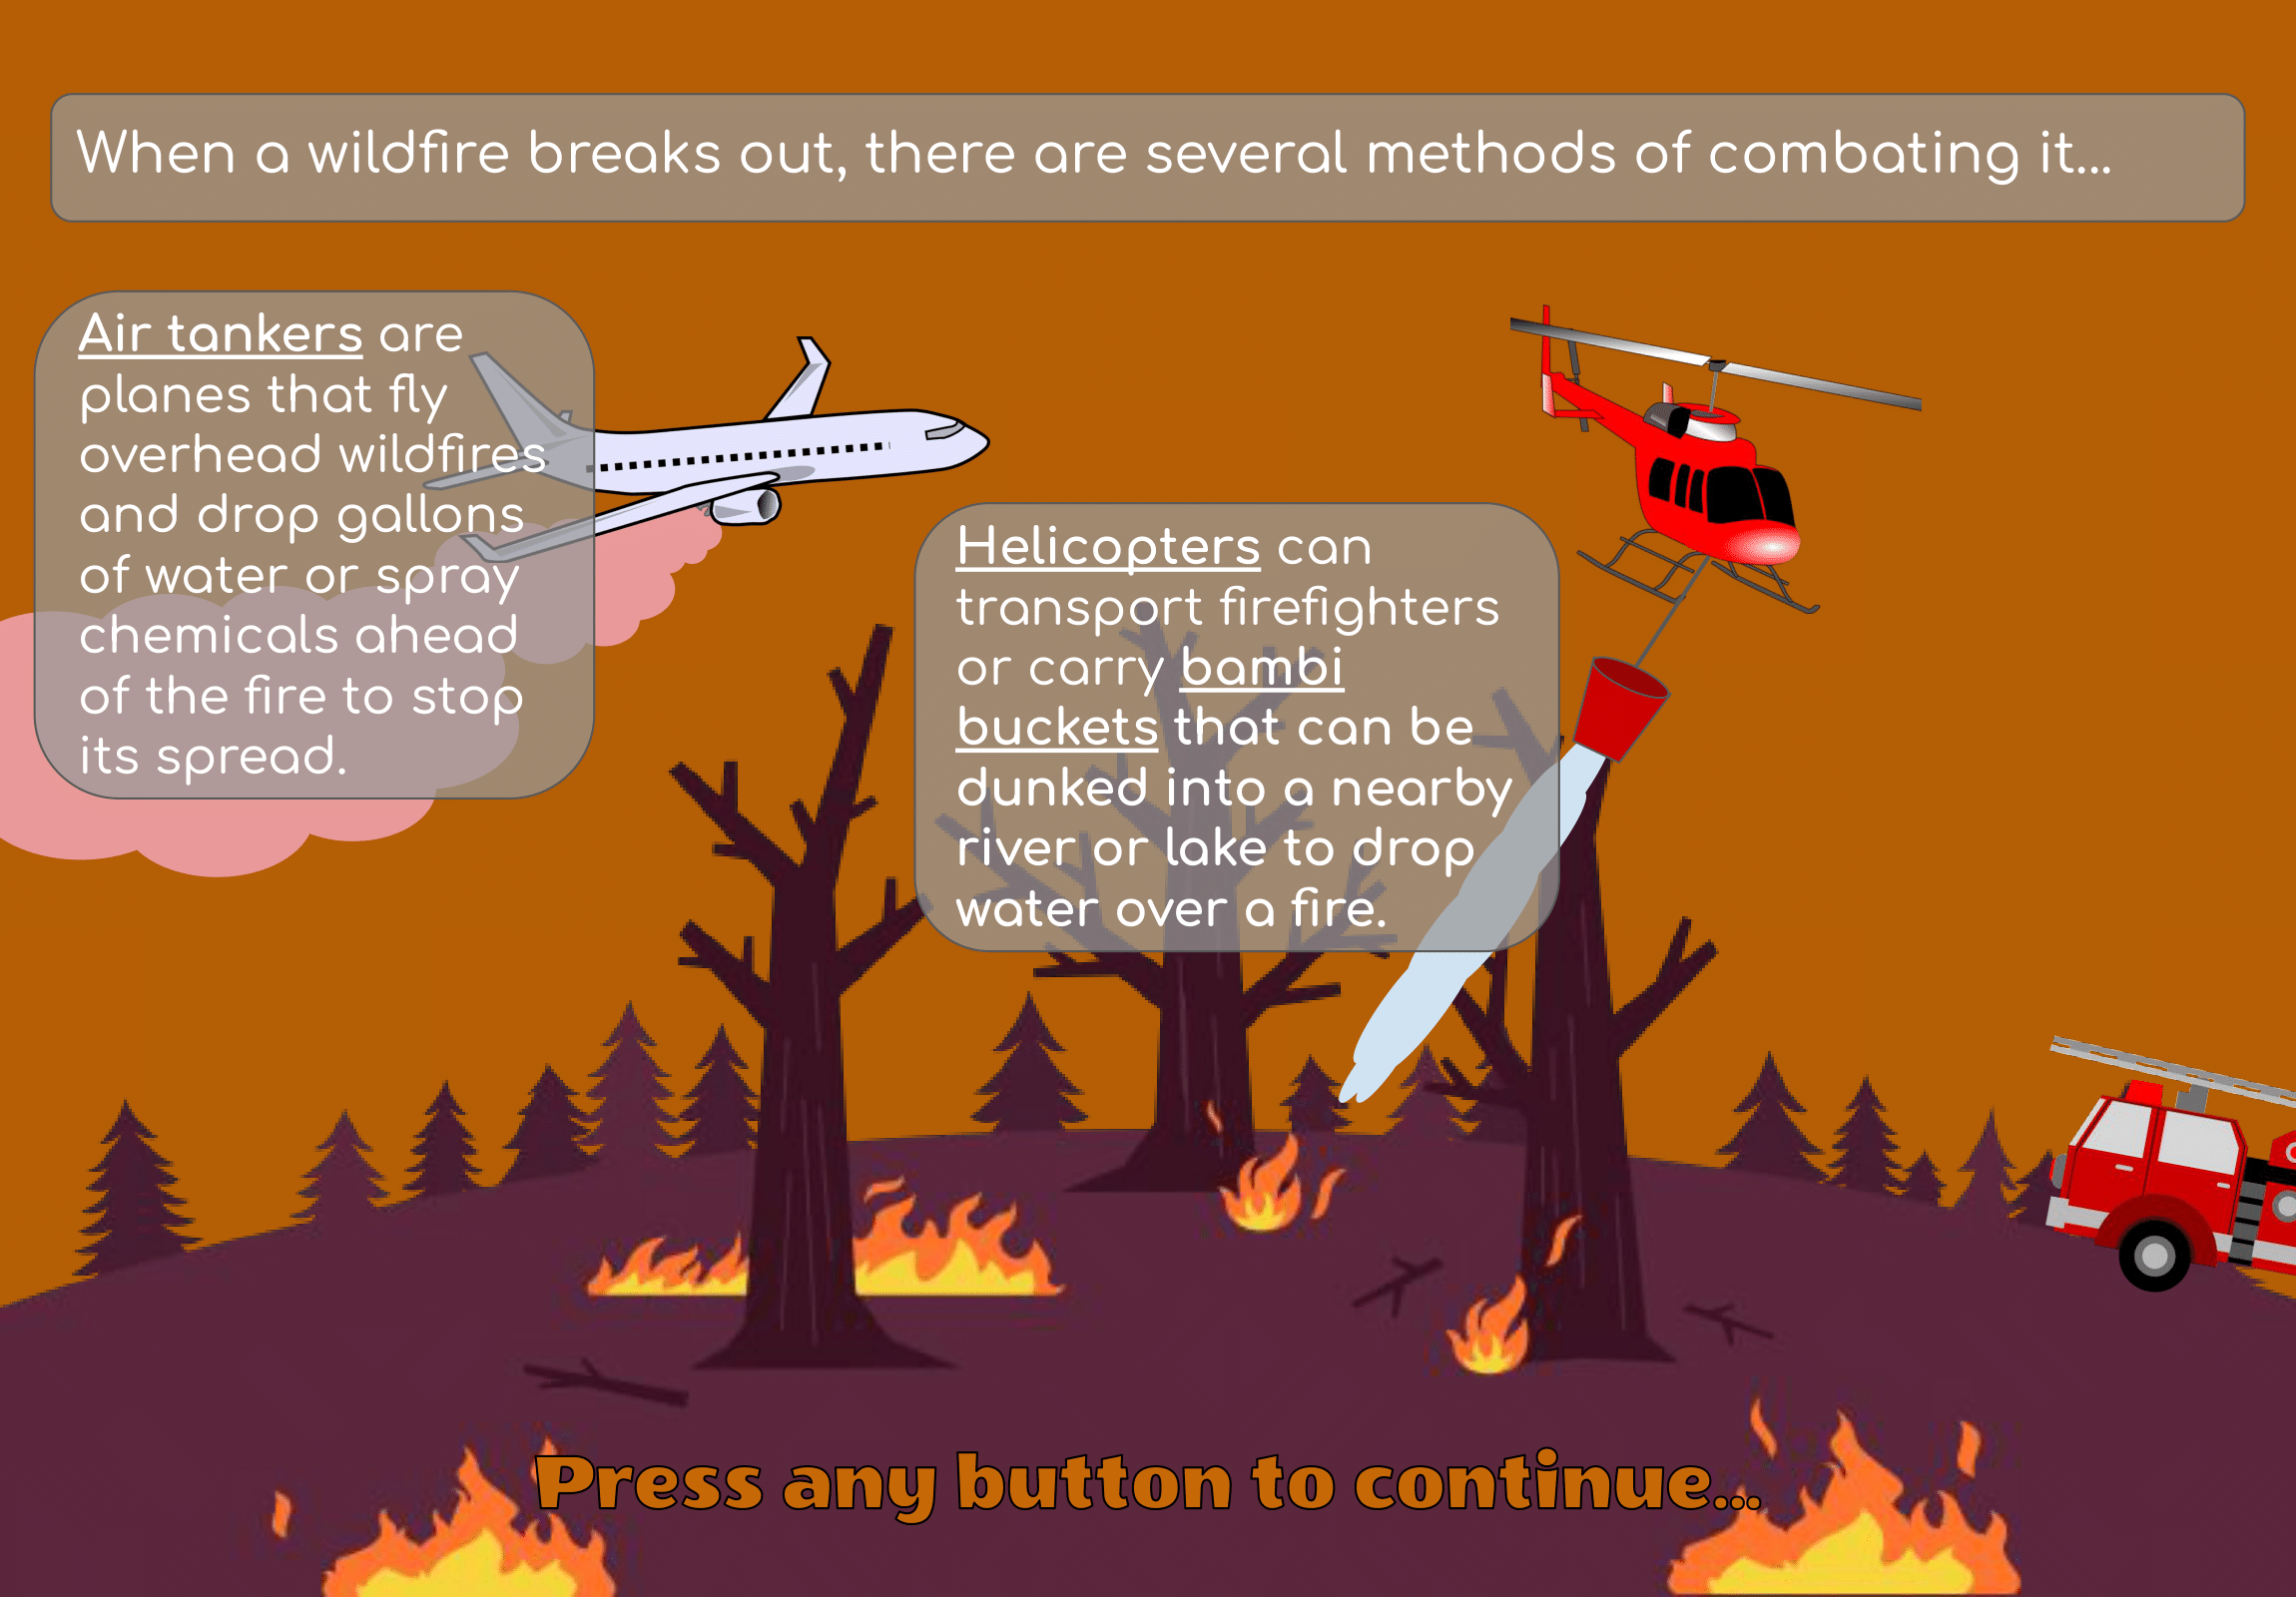 When a wildfire breaks out, there are several methods of combating it...
Air tankers are
planes that fly
overhead wildfires
and drop gallons
of water or spray
chemicals ahead
of the fire to stop
its spread.
Helicopters can
transport firefighters
or carry bambi
buckets that can be
dunked into a nearby
river or lake to drop
water over a fire.
Press any button to continue...